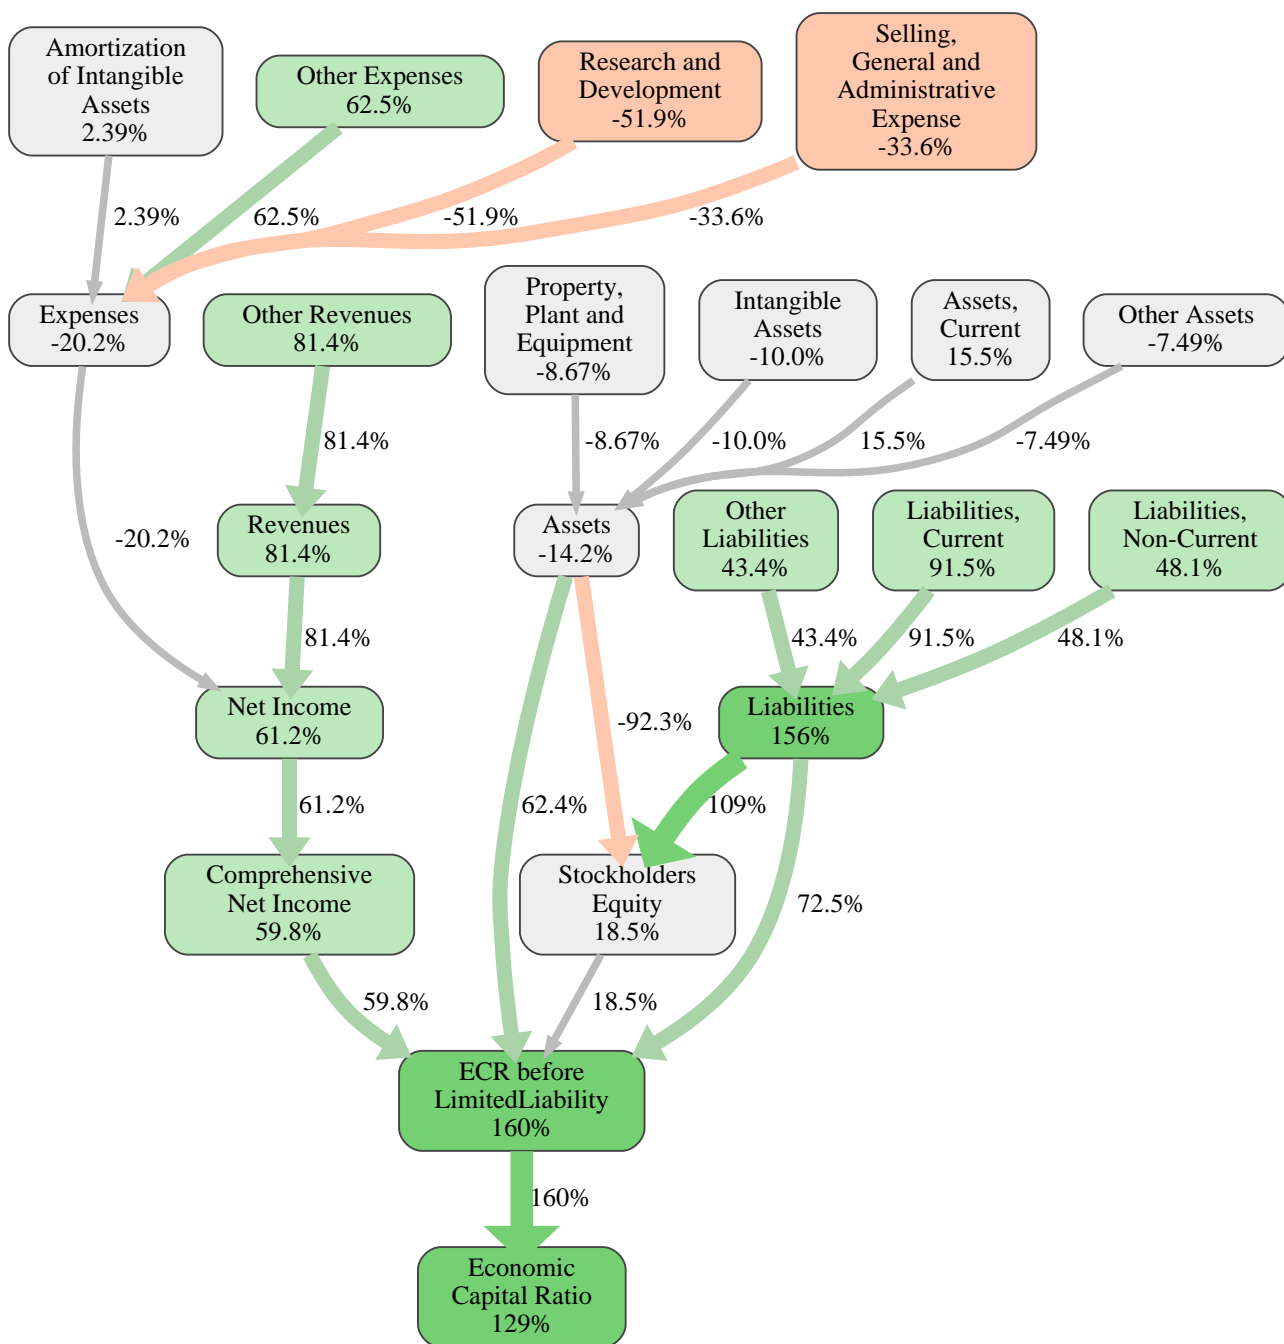 Amortization
of Intangible
Assets
2.39%
Other Expenses
62.5%
Research and
Development
-51.9%
Selling,
General and
Administrative
Expense
-33.6%
2.39%
62.5%
-51.9%
-33.6%
Expenses
-20.2%
Other Revenues
81.4%
Property,
Plant and
Equipment
-8.67%
Intangible
Assets
-10.0%
Assets,
Current
15.5%
Other Assets
-7.49%
81.4%
-8.67%
-10.0%
15.5%
-7.49%
-20.2%
Revenues
81.4%
Assets
-14.2%
Other
Liabilities
43.4%
Liabilities,
Current
91.5%
Liabilities,
Non-Current
48.1%
81.4%
43.4%
91.5%
48.1%
Net Income
61.2%
-92.3%
Liabilities
156%
61.2%
62.4%
109%
Comprehensive
Net Income
59.8%
Stockholders
Equity
18.5%
72.5%
59.8%
18.5%
ECR before
LimitedLiability
160%
160%
Economic
Capital Ratio
129%